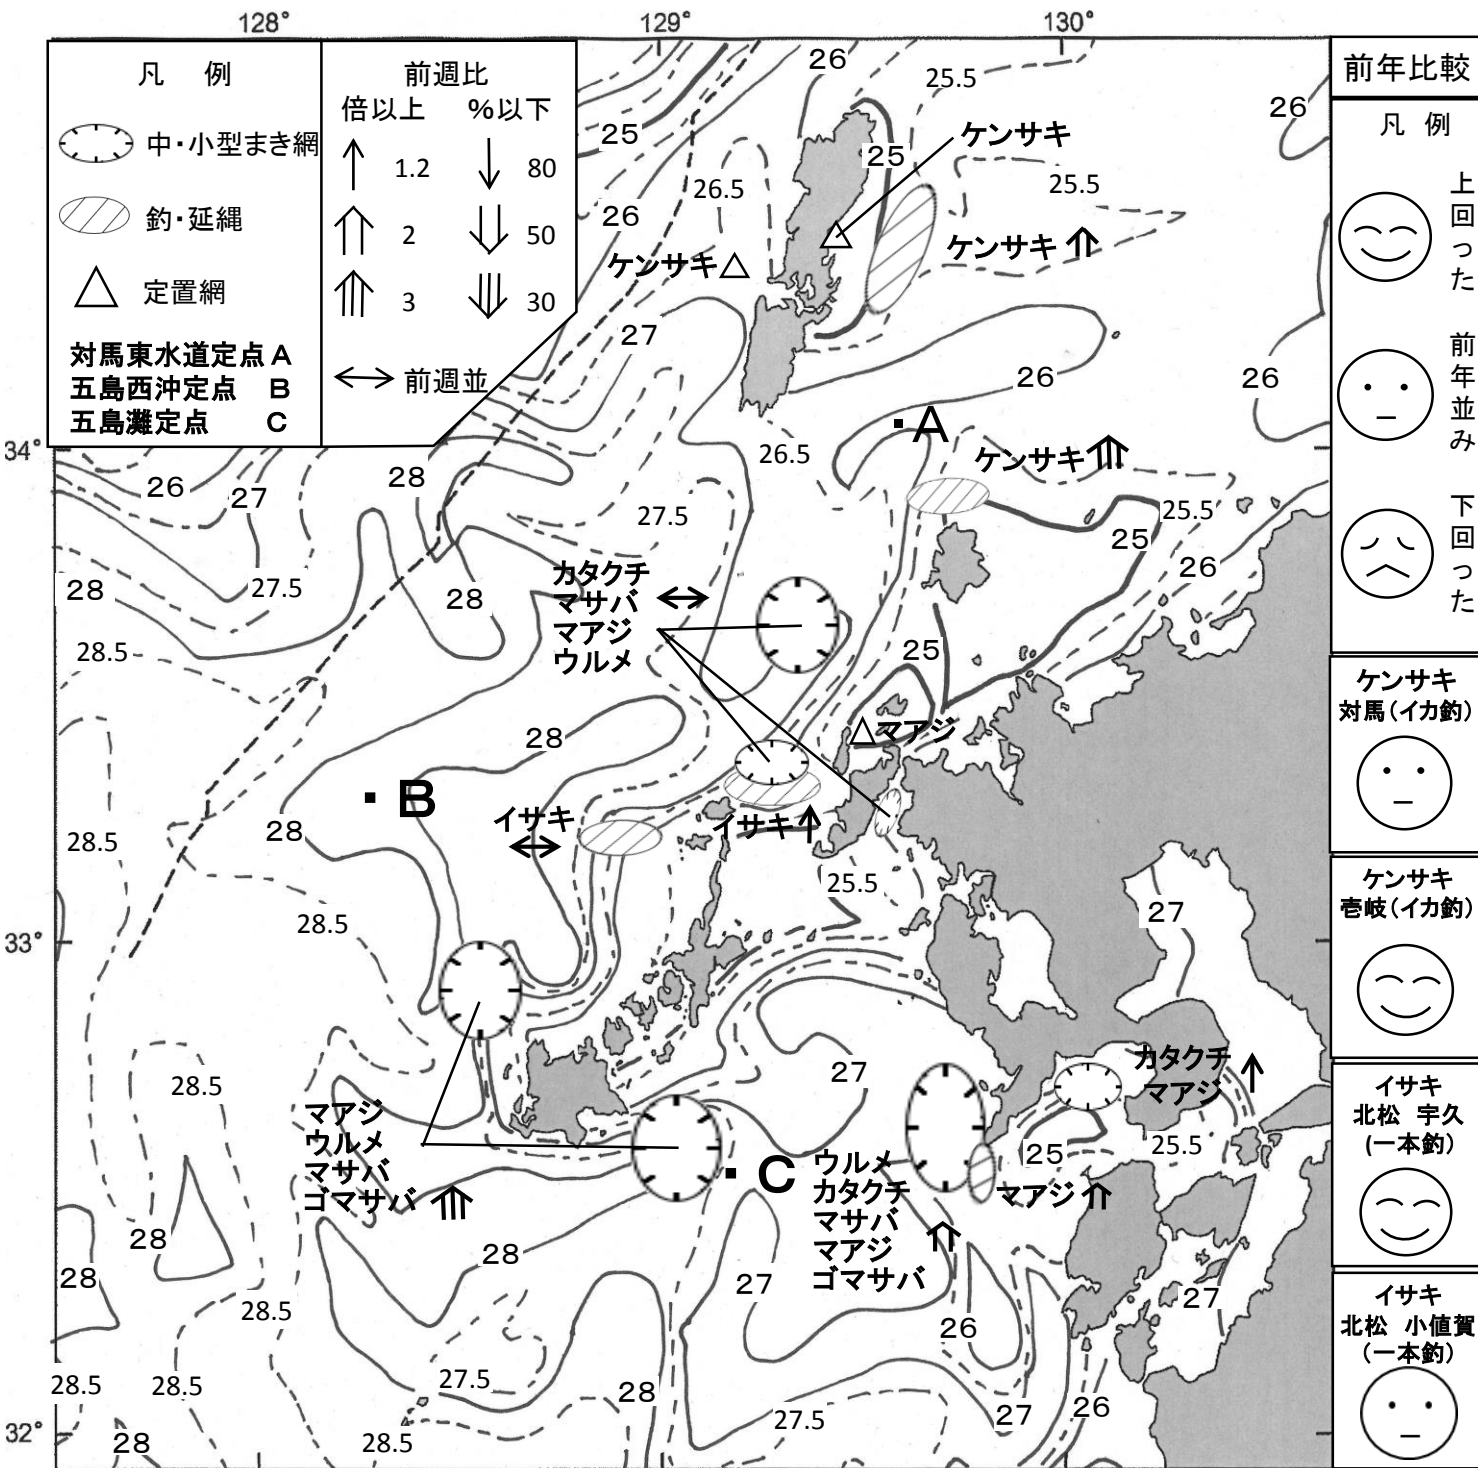 128°
129°
130°
34°
33°
32°
凡 例
中・小型まき網
釣・延縄
定置網
対馬東水道定点 A
五島西沖定点 B
五島灘定点 C
前週比
倍以上 %以下
1.2 80
2 50
3 30
前週並
前年比較
凡 例
上回った
前年並み
下回った
ケンサキ
対馬(イカ釣)
ケンサキ
壱岐(イカ釣)
イサキ
北松 宇久
(一本釣)
イサキ
北松 小値賀
(一本釣)
26
25.5
26
25
25
ケンサキ
26.5
25.5
26
ケンサキ
ケンサキ
27
26
26
A
26.5
ケンサキ
28
26
27
27.5
25.5
25
26
28
27.5
28
カタクチ
マサバ
マアジ
ウルメ
28.5
25
マアジ
28
B
28
イサキ
イサキ
28.5
25.5
28.5
27
27
28.5
カタクチ
マアジ
25
25.5
マアジ
ウルメ
マサバ
ゴマサバ
C
ウルメ
カタクチ
マサバ
マアジ
ゴマサバ
マアジ
28
28
28
27
27
28.5
26
28.5
28.5
27.5
28
27.5
27
26
28
28.5